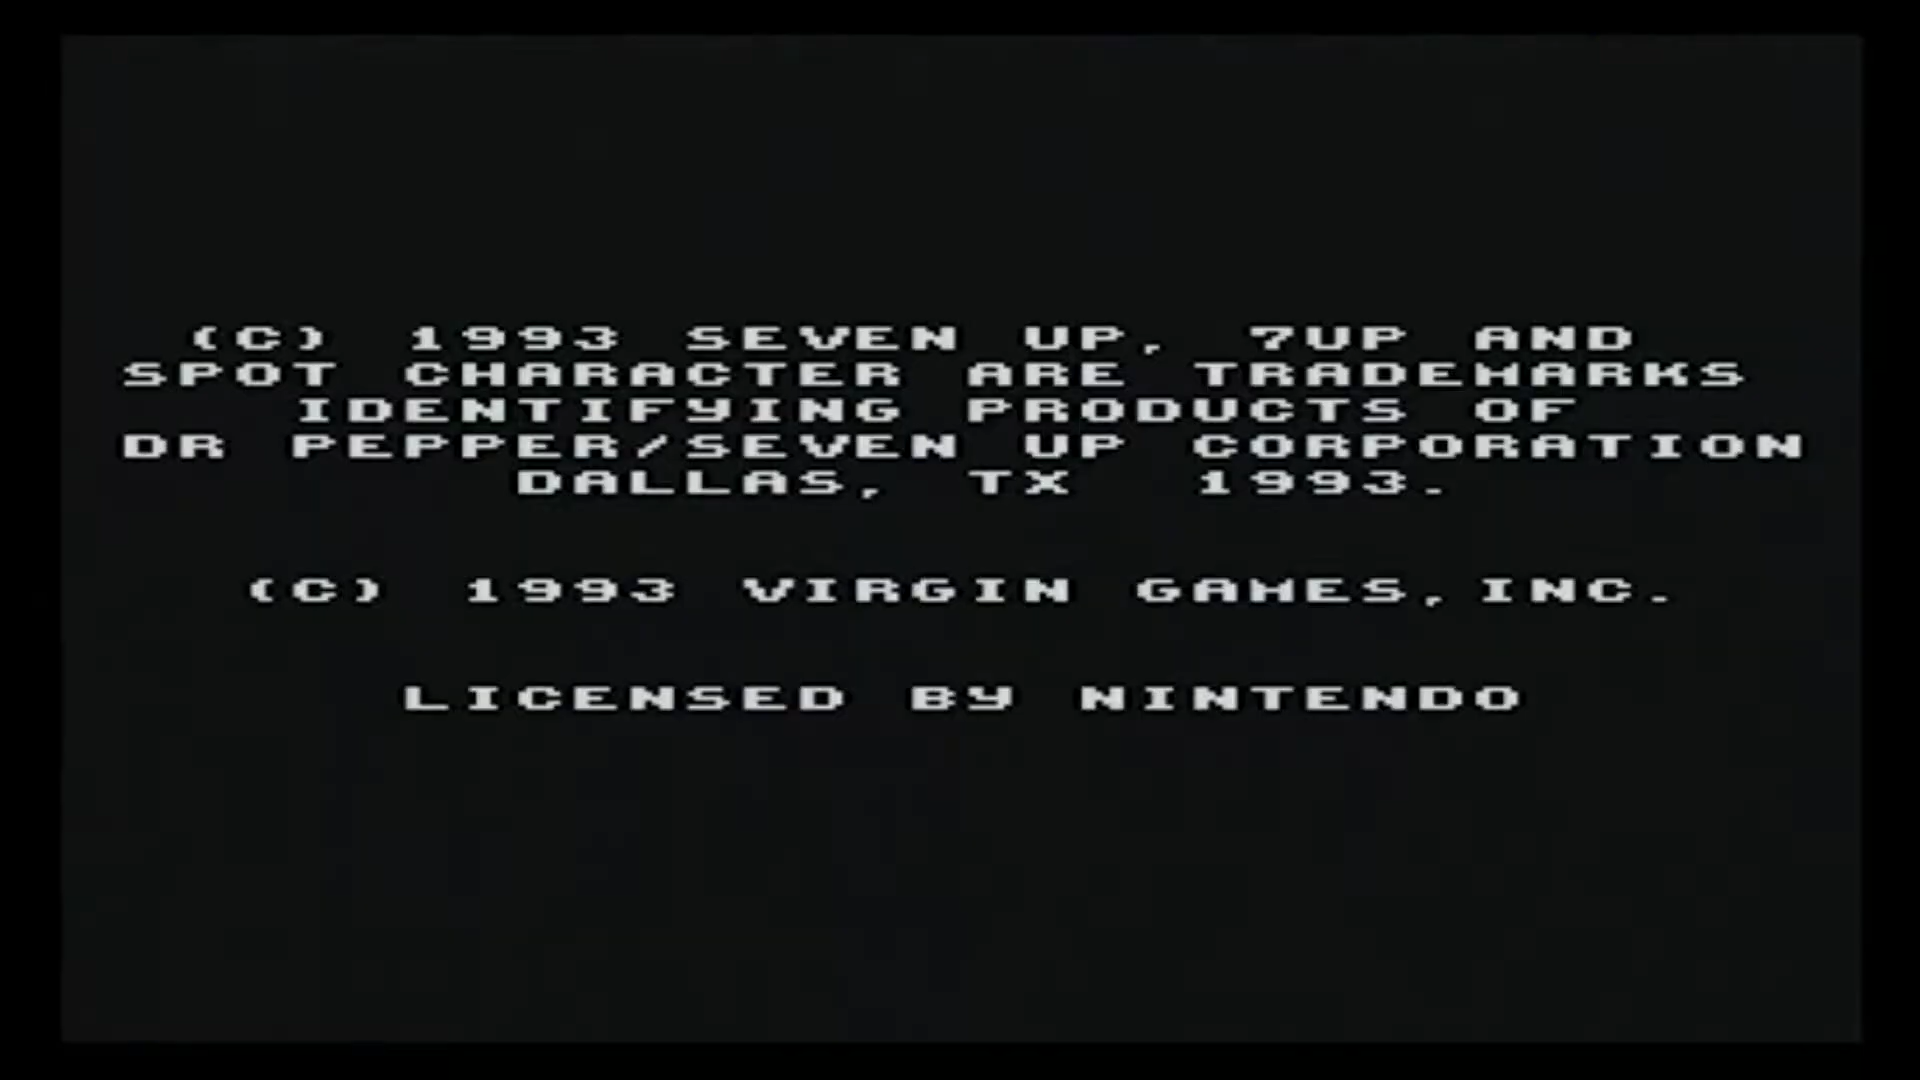 (C) 1993 SEVEN UP, 7UP AND
SPOT CHARACTER ARE TRADEMARKS
IDENTIFYING PRODUCTS OF
DR PEPPER/SEVEN UP CORPORATION
DALLAS, TX 1993.
(C) 1993 VIRGIN GAMES,INC.
LICENSED BY NINTENDO